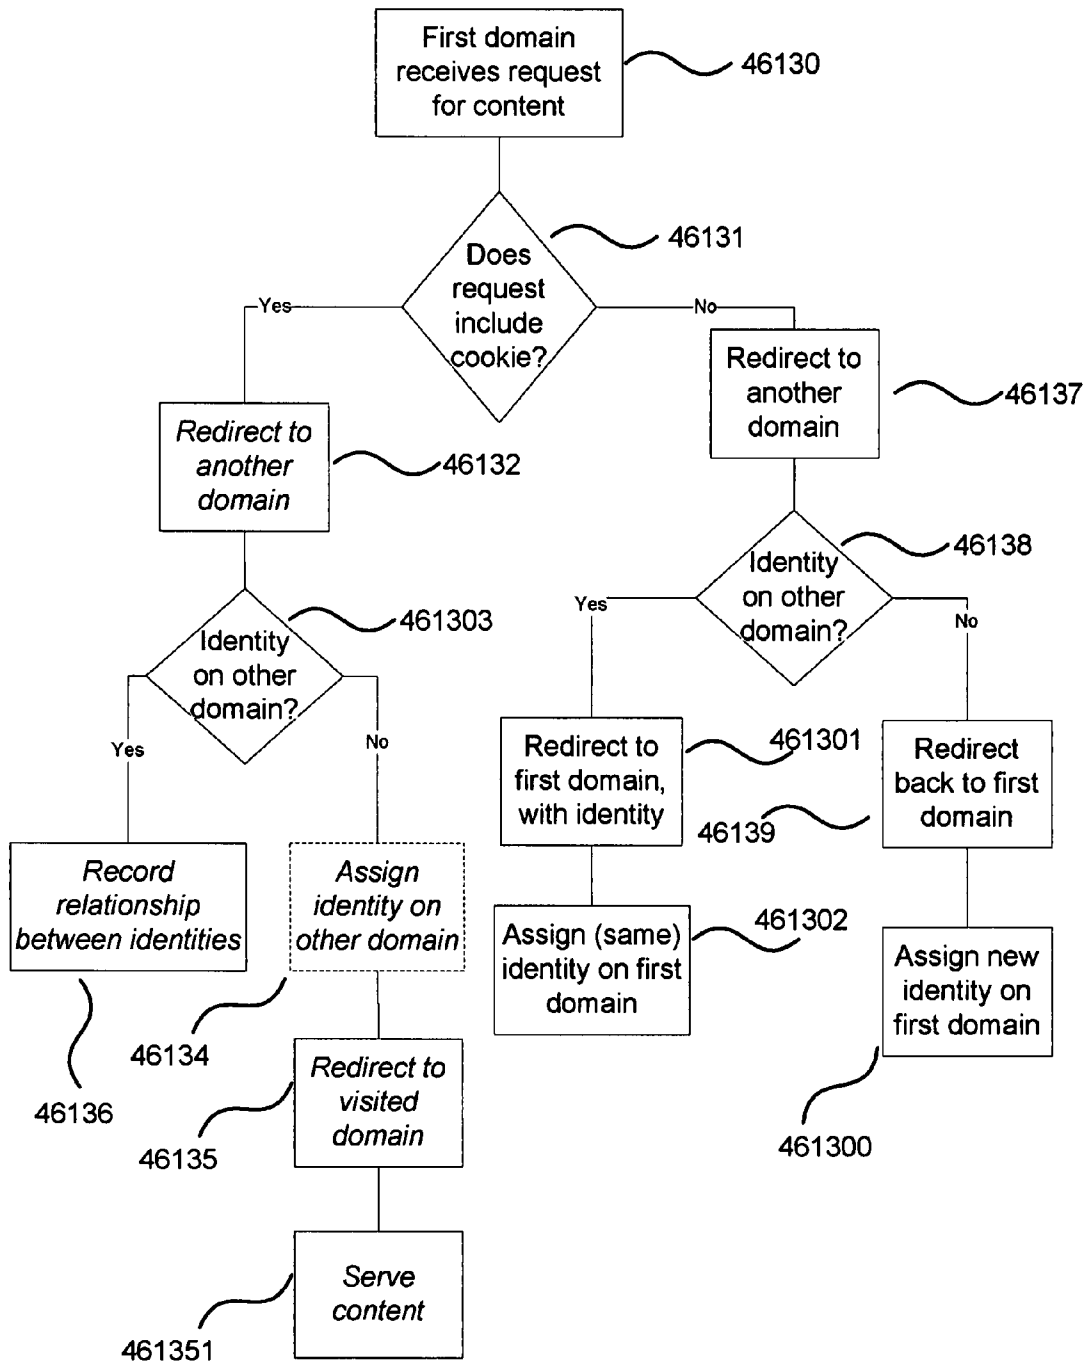 First domain
receives request
for content
46130
46131
Does
request
include
cookie?
Yes
No
Redirect to
another
domain
46137
Redirect to
another
domain
46132
46138
Identity
on other
domain?
Yes
No
461303
Identity
on other
domain?
Yes
No
Redirect to
first domain,
with identity
461301
46139
Redirect
back to first
domain
Record
relationship
between identities
Assign
identity on
other domain
Assign (same)
identity on first
domain
461302
Assign new
identity on
first domain
46136
46134
46135
Redirect to
visited
domain
461300
Serve
content
461351